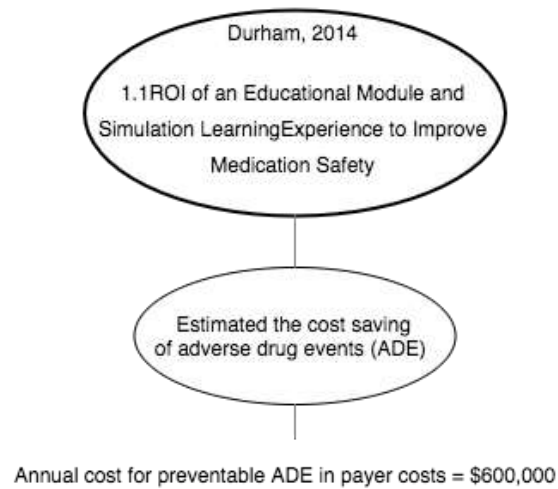 Durham, 2014
1.1ROI of an Educational Module and
Simulation LearningExperience to Improve
Medication Safety
Estimated the cost saving
of adverse drug events (ADE)
Annual cost for preventable ADE in payer costs = $600,000